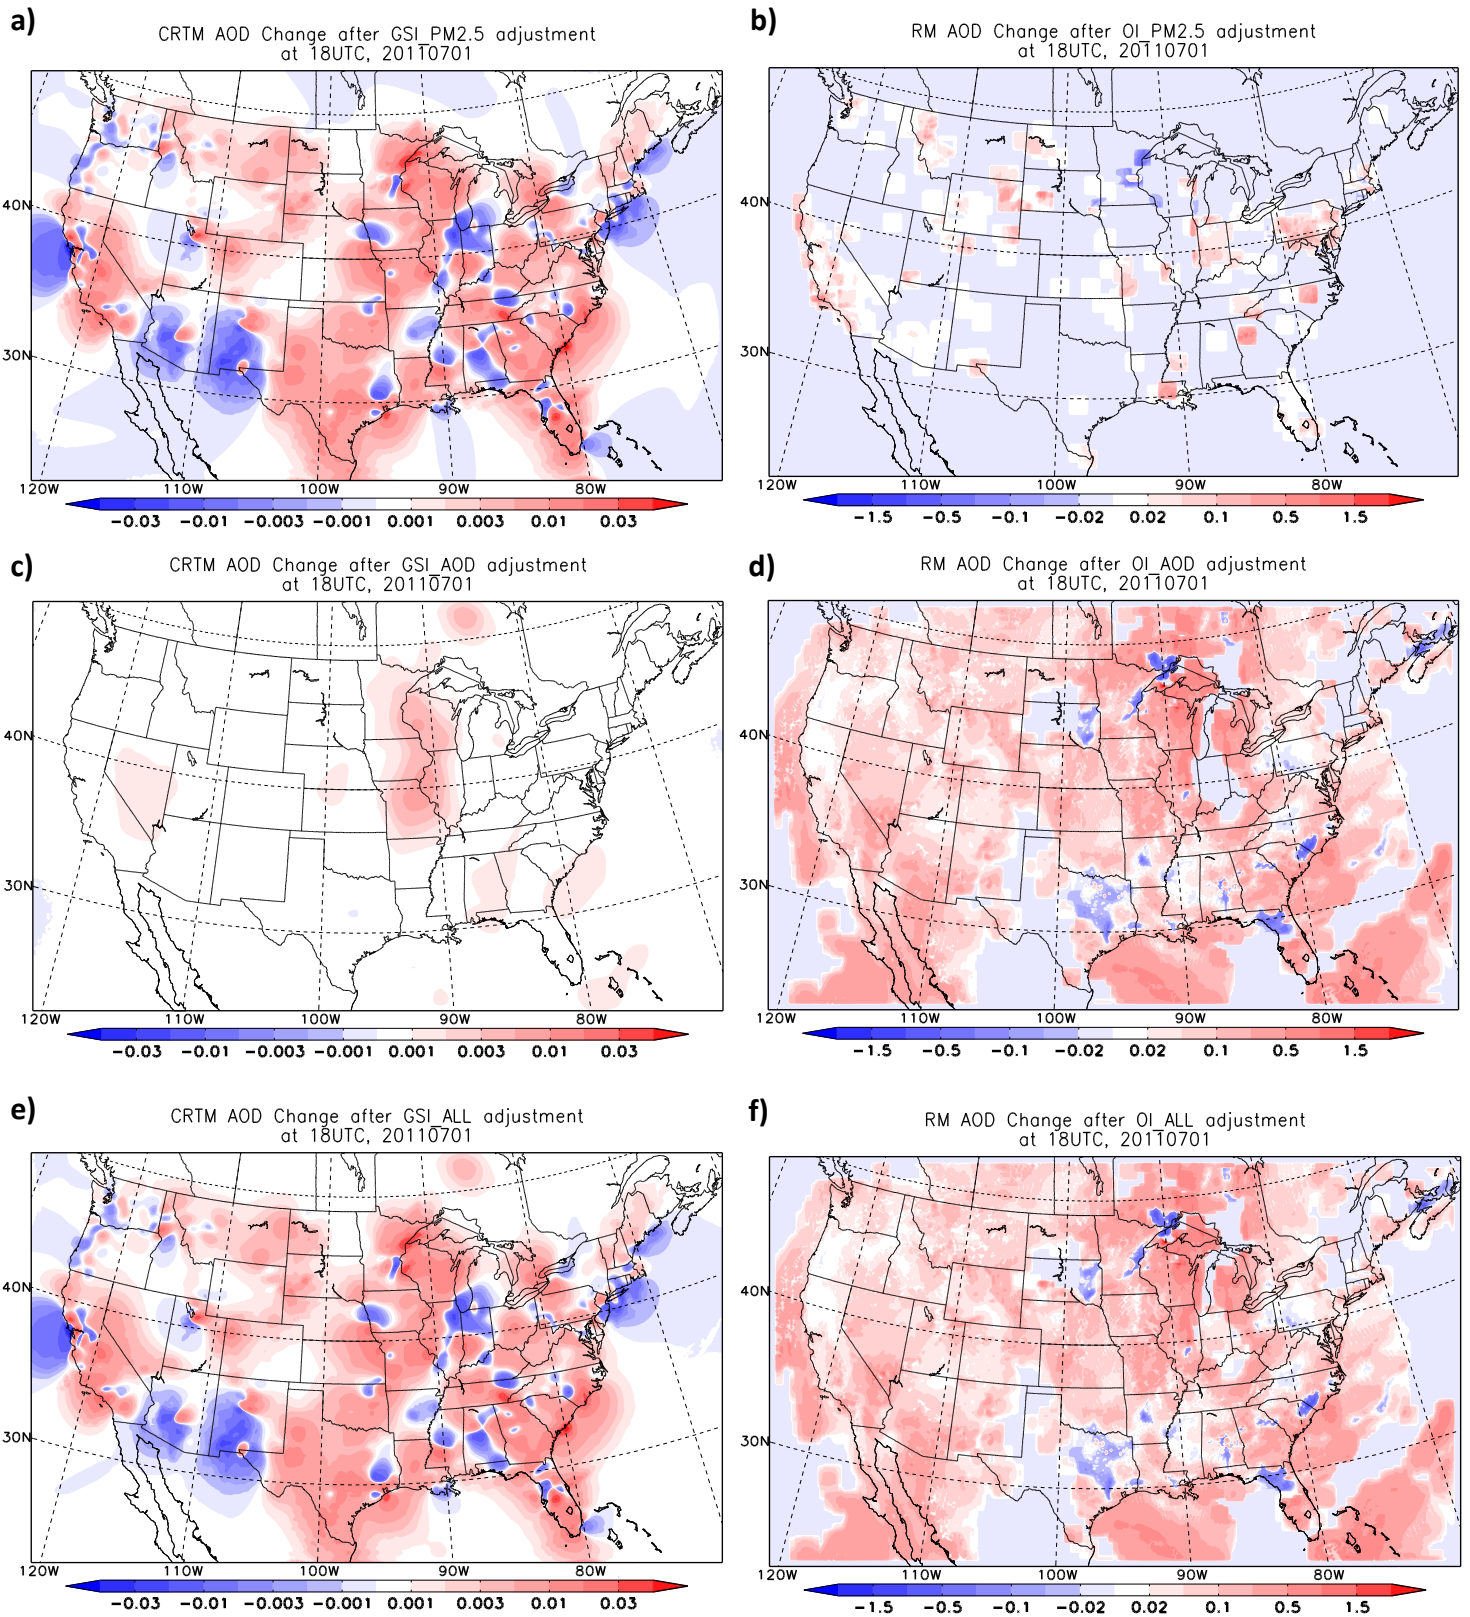 a)
CRTM AOD Change after GSI_PM2.5 adjustment
at 18UTC, 20110701
40N
30N
120W 110W 100W 90W 80W
-0.03 -0.01 -0.003 -0.001 0.001 0.003 0.01 0.03
b)
RM AOD Change after OI_PM2.5 adjustment
at 18UTC, 20110701
40N
30N
120W 110W 100W 90W 80W
-1.5 -0.5 -0.1 -0.02 0.02 0.1 0.5 1.5
c)
CRTM AOD Change after GSI_AOD adjustment
at 18UTC, 20110701
40N
30N
120W 110W 100W 90W 80W
-0.03 -0.01 -0.003 -0.001 0.001 0.003 0.01 0.03
d)
RM AOD Change after OI_AOD adjustment
at 18UTC, 20110701
40N
30N
120W 110W 100W 90W 80W
-1.5 -0.5 -0.1 -0.02 0.02 0.1 0.5 1.5
e)
CRTM AOD Change after GSI_ALL adjustment
at 18UTC, 20110701
40N
30N
120W 110W 100W 90W 80W
-0.03 -0.01 -0.003 -0.001 0.001 0.003 0.01 0.03
f)
RM AOD Change after OI_ALL adjustment
at 18UTC, 20110701
40N
30N
120W 110W 100W 90W 80W
-1.5 -0.5 -0.1 -0.02 0.02 0.1 0.5 1.5